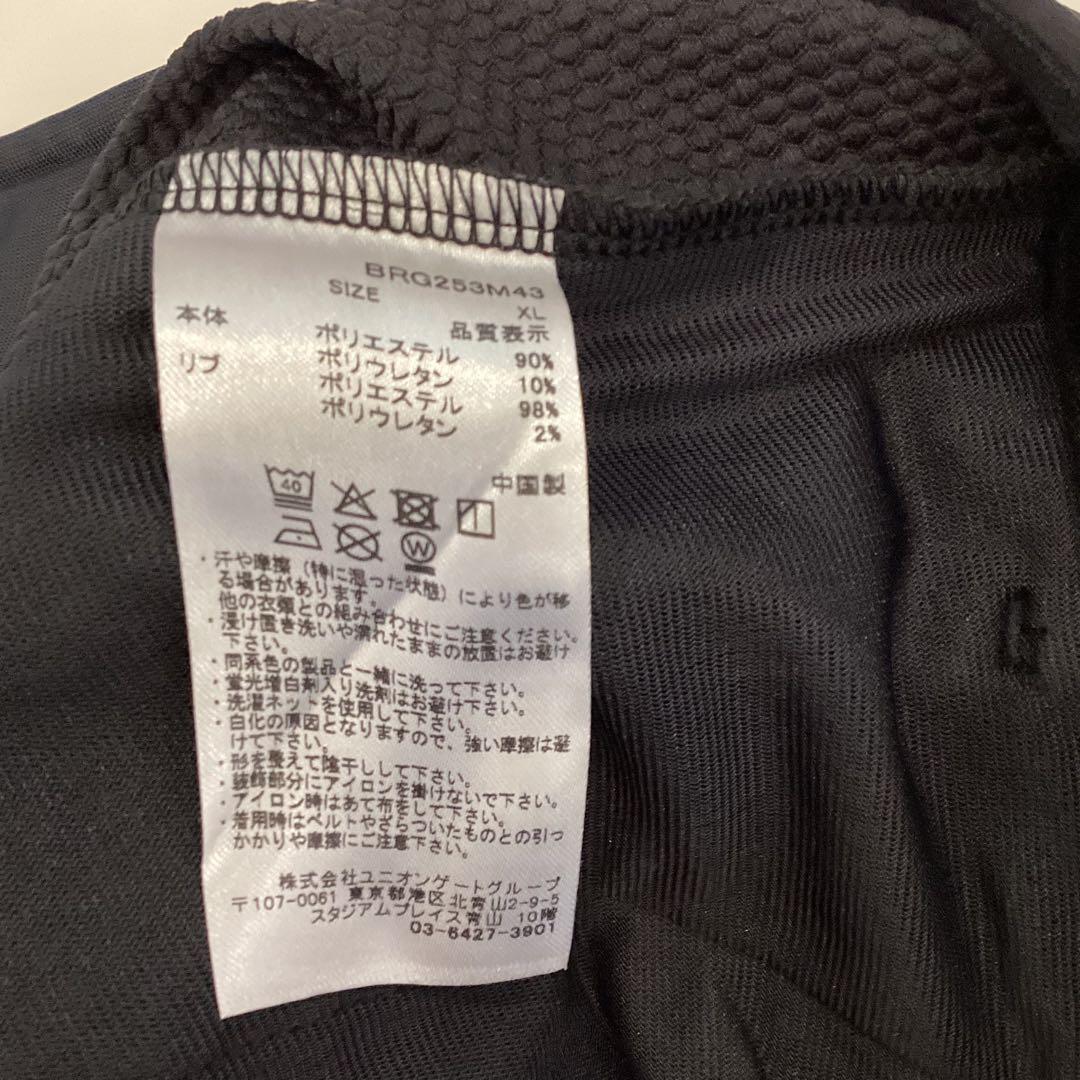 BRG253M43
SIZE XL
品質表示
本体 ポリエステル 90%
ポリウレタン 10%
リブ ポリエステル 98%
ポリウレタン 2%
中国製
40
W
・汗や摩擦(特に湿った状態)により色が移
る場合があります。
他の衣類との組み合わせにご注意ください。
・浸け置き洗いや濡れたままの放置はお避け
下さい。
・同系色の製品と一緒に洗って下さい。
・蛍光増白剤入り洗剤はお避け下さい。
・洗濯ネットを使用して下さい。
・白化の原因となりますので、強い摩擦は避
けて下さい。
・形を整えて陰干しして下さい。
・装飾部分にアイロンを掛けないで下さい。
・アイロン時はあて布をして下さい。
・着用時はベルトやざらついたものとの引っ
かかりや摩擦にご注意下さい。
株式会社ユニオンゲートグループ
〒107-0061 東京都港区北青山2-9-5
スタジアムプレイス青山 10階
03-6427-3901
G